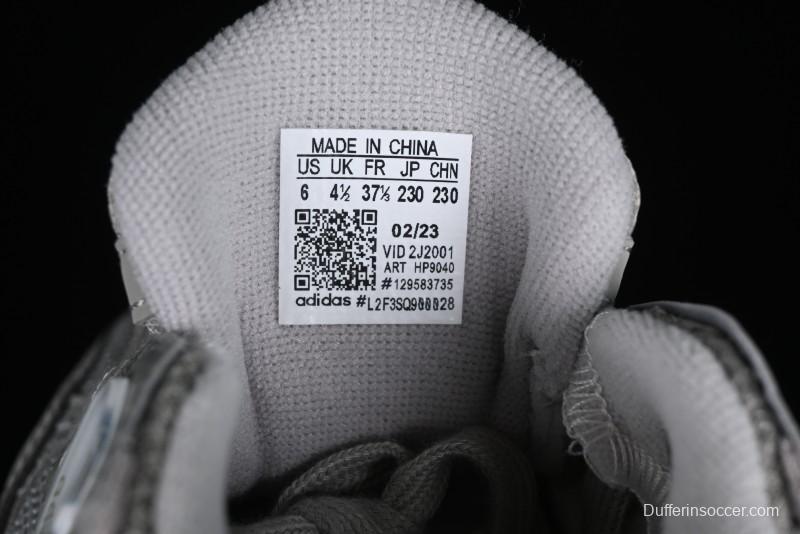 MADE IN CHINA
US UK FR JP CHN
6 4½ 37⅓ 230 230
02/23
VID 2J2001
ART HP9040
#129583735
adidas
Dufferinsoccer.com